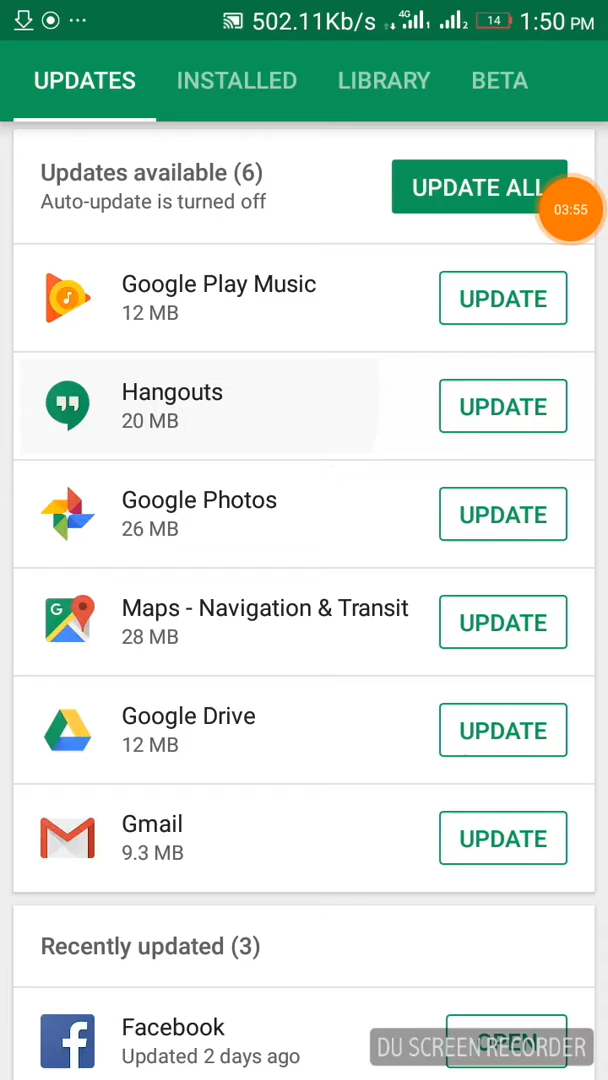 502.11Kb/s 4G 1 2 14 1:50 PM
UPDATES INSTALLED LIBRARY BETA
Updates available (6)
Auto-update is turned off
UPDATE ALL
03:55
Google Play Music
12 MB
UPDATE
Hangouts
20 MB
UPDATE
Google Photos
26 MB
UPDATE
G
Maps - Navigation & Transit
28 MB
UPDATE
Google Drive
12 MB
UPDATE
Gmail
9.3 MB
UPDATE
Recently updated (3)
Facebook
Updated 2 days ago
OPEN
DU SCREEN RECORDER